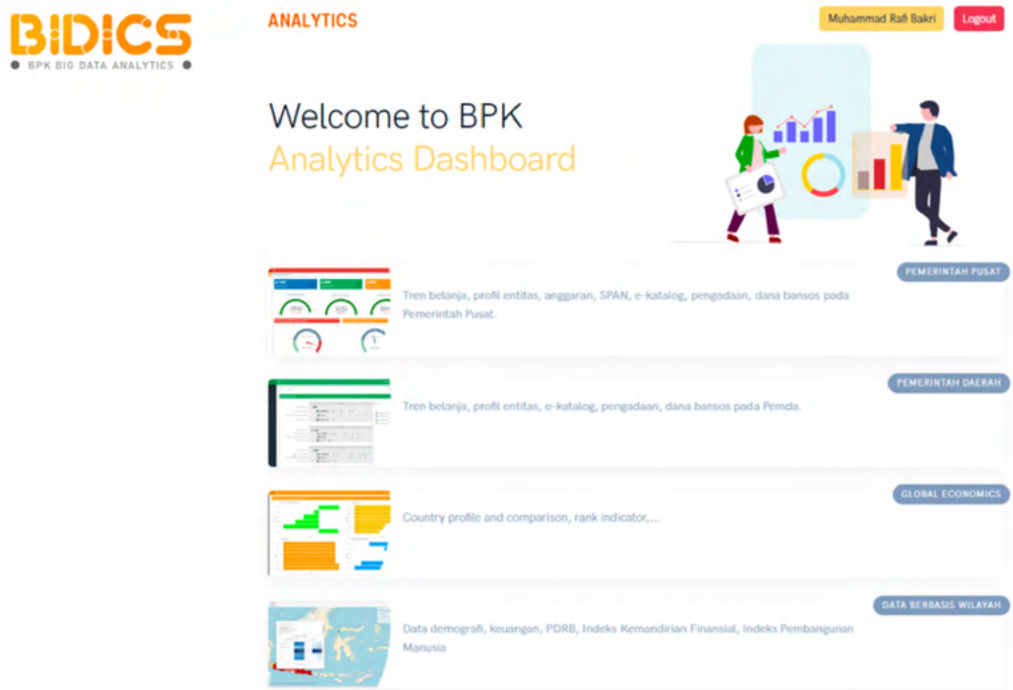 BIDICS
BPK BIG DATA ANALYTICS
ANALYTICS
Muhammad Rafi Bakri
Logout
Welcome to BPK
Analytics Dashboard
PEMERINTAH PUSAT
Tren belanja, profil entitas, anggaran, SPAN, e-katalog, pengadaan, dana bansos pada
Pemerintah Pusat.
PEMERINTAH DAERAH
Tren belanja, profil entitas, e-katalog, pengadaan, dana bansos pada Pemda.
GLOBAL ECONOMICS
Country profile and comparison, rank indicator,...
DATA BERBASIS WILAYAH
Data demografi, keuangan, PDRB, Indeks Kemandirian Finansial, Indeks Pembangunan
Manusia